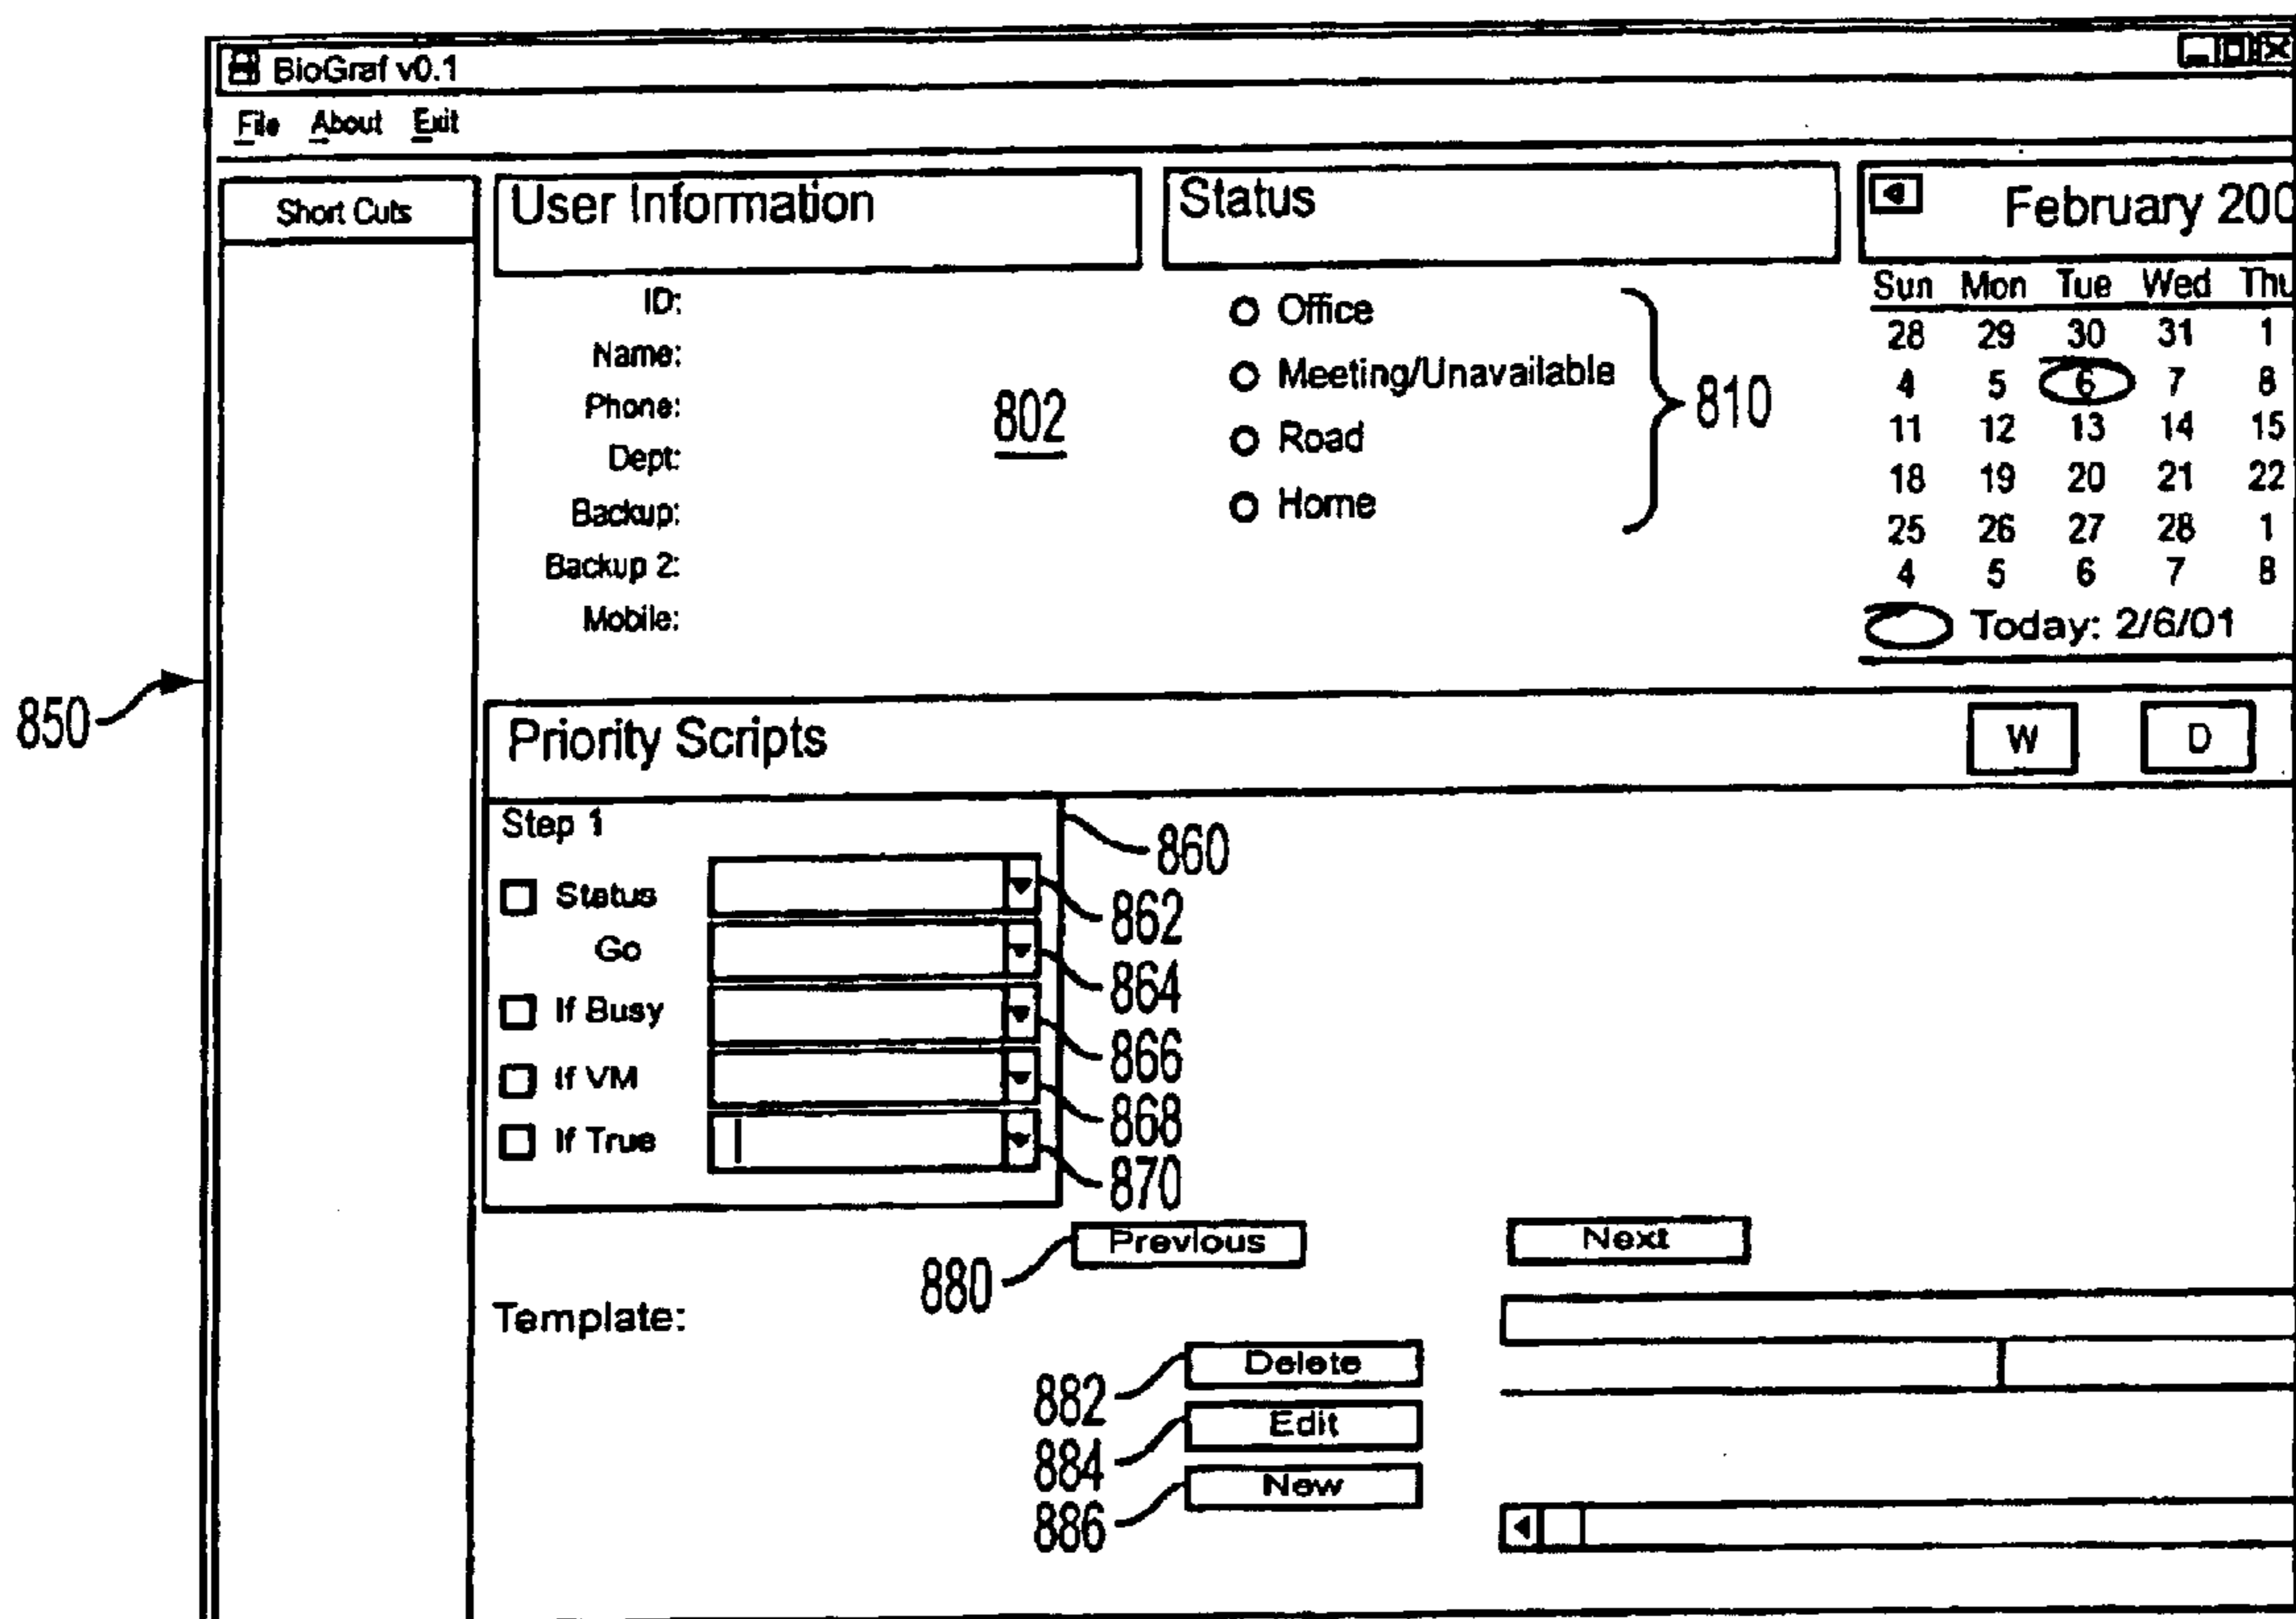 BioGraf v0.1
File About Exit
Short Cuts
User Information
ID:
Name:
Phone:
Dept:
Backup:
Backup 2:
Mobile:
802
Status
Office
Meeting/Unavailable
Road
Home
810
February 200
Sun Mon Tue Wed Thu
28 29 30 31 1
4 5 6 7 8
11 12 13 14 15
18 19 20 21 22
25 26 27 28 1
4 5 6 7 8
Today: 2/6/01
850
Priority Scripts W D
Step 1
860
Status
862
Go
864
If Busy
866
If VM
868
If True
870
Previous Next
880
Template:
Delete
882
Edit
884
New
886